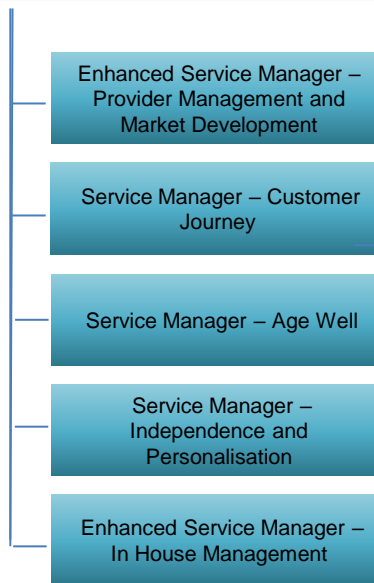 Enhanced Service Manager –
Provider Management and
Market Development
Service Manager – Customer
Journey
Service Manager – Age Well
Service Manager –
Independence and
Personalisation
Enhanced Service Manager –
In House Management